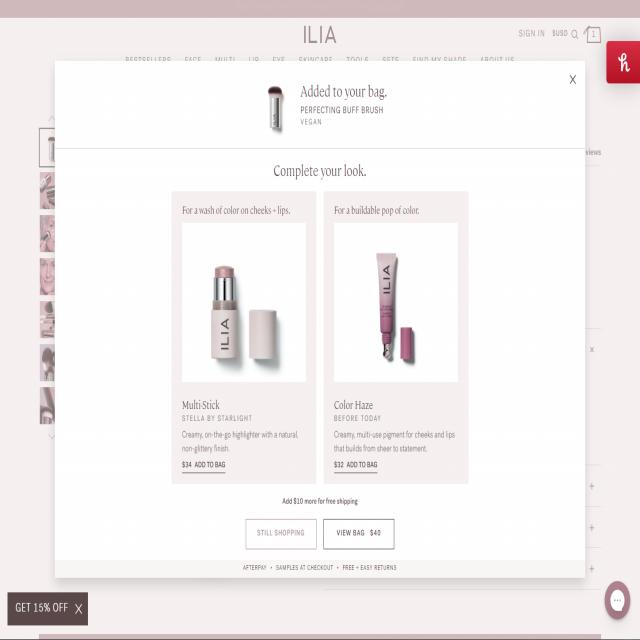 ILIA
SIGN IN
$USD
1
BESTSELLERS FACE MULTI LIP EYE SKINCARE TOOLS SETS FIND MY SHADE ABOUT US
X
Added to your bag.
PERFECTING BUFF BRUSH
VEGAN
views
Complete your look.
For a wash of color on cheeks + lips.
ILIA
Multi-Stick
STELLA BY STARLIGHT
Creamy, on-the-go highlighter with a natural,
non-glittery finish.
$34 ADD TO BAG
For a buildable pop of color.
ILIA
Color Haze
BEFORE TODAY
Creamy, multi-use pigment for cheeks and lips
that builds from sheer to statement.
$32 ADD TO BAG
x
+
+
+
Add $10 more for free shipping
STILL SHOPPING
VIEW BAG $40
AFTERPAY • SAMPLES AT CHECKOUT • FREE + EASY RETURNS
GET 15% OFF X